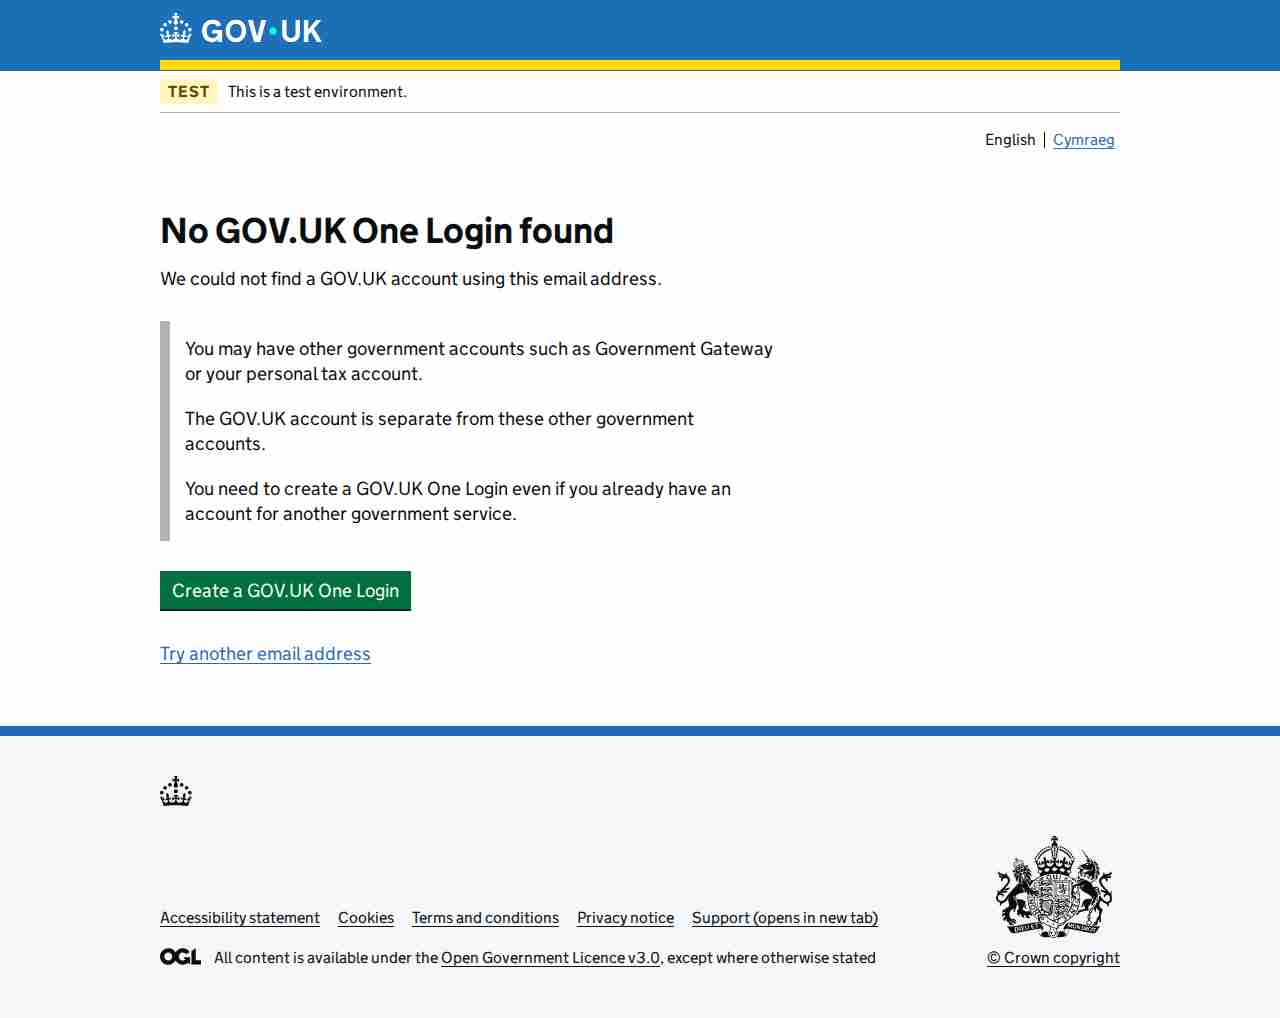 GOV·UK
TEST This is a test environment.
English Cymraeg
No GOV.UK One Login found
We could not find a GOV.UK account using this email address.
You may have other government accounts such as Government Gateway
or your personal tax account.
The GOV.UK account is separate from these other government
accounts.
You need to create a GOV.UK One Login even if you already have an
account for another government service.
Create a GOV.UK One Login
Try another email address
Accessibility statement Cookies Terms and conditions Privacy notice Support (opens in new tab)
OGL All content is available under the Open Government Licence v3.0, except where otherwise stated
© Crown copyright